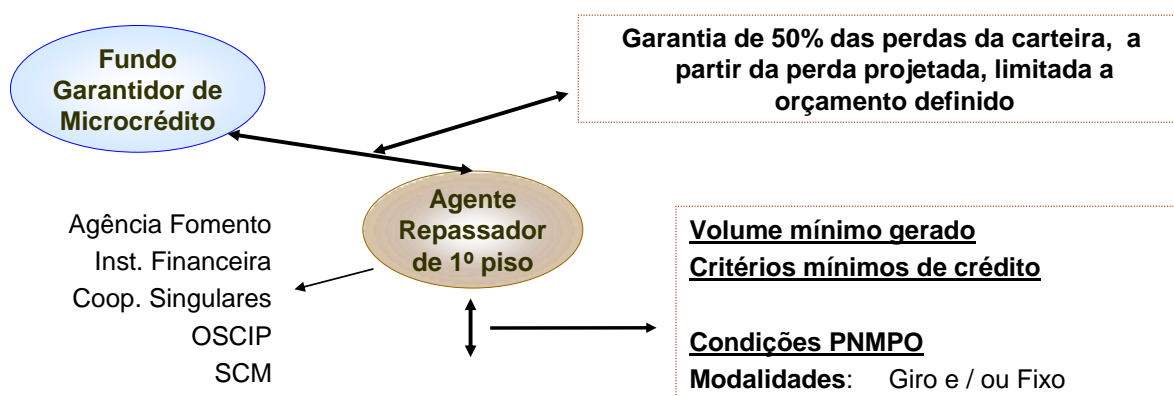 Fundo
Garantidor de
Microcrédito
Garantia de 50% das perdas da carteira, a
partir da perda projetada, limitada a
orçamento definido
Agente
Repassador
de 1º piso
Agência Fomento
Inst. Financeira
Coop. Singulares
OSCIP
SCM
Volume mínimo gerado
Critérios mínimos de crédito
Condições PNMPO
Modalidades: Giro e / ou Fixo